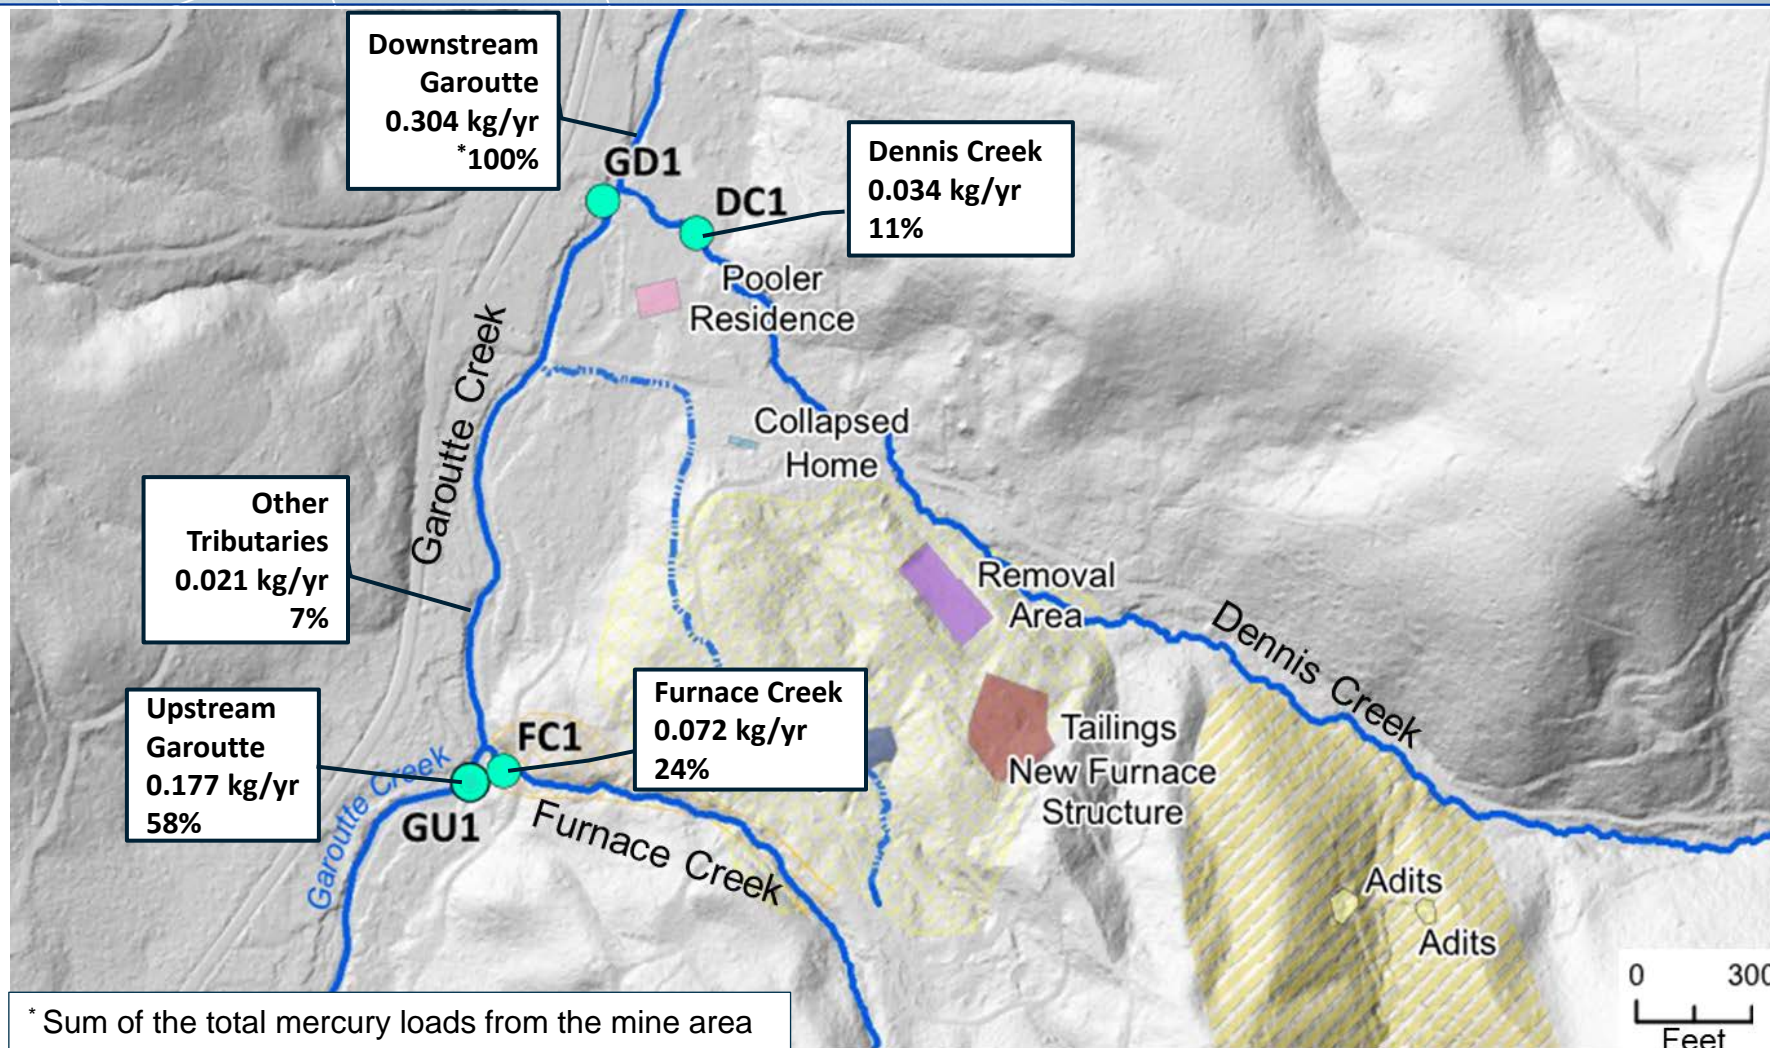 Downstream
Garoutte
0.304 kg/yr
*100%
GD1
DC1
Dennis Creek
0.034 kg/yr
11%
Pooler
Residence
Garoutte Creek
Collapsed
Home
Other
Tributaries
0.021 kg/yr
7%
Removal
Area
Dennis Creek
Upstream
Garoutte
0.177 kg/yr
58%
Garoutte Creek
GU1
FC1
Furnace Creek
0.072 kg/yr
24%
Furnace Creek
Tailings
New Furnace
Structure
Adits
Adits
0 300
Feet
* Sum of the total mercury loads from the mine area